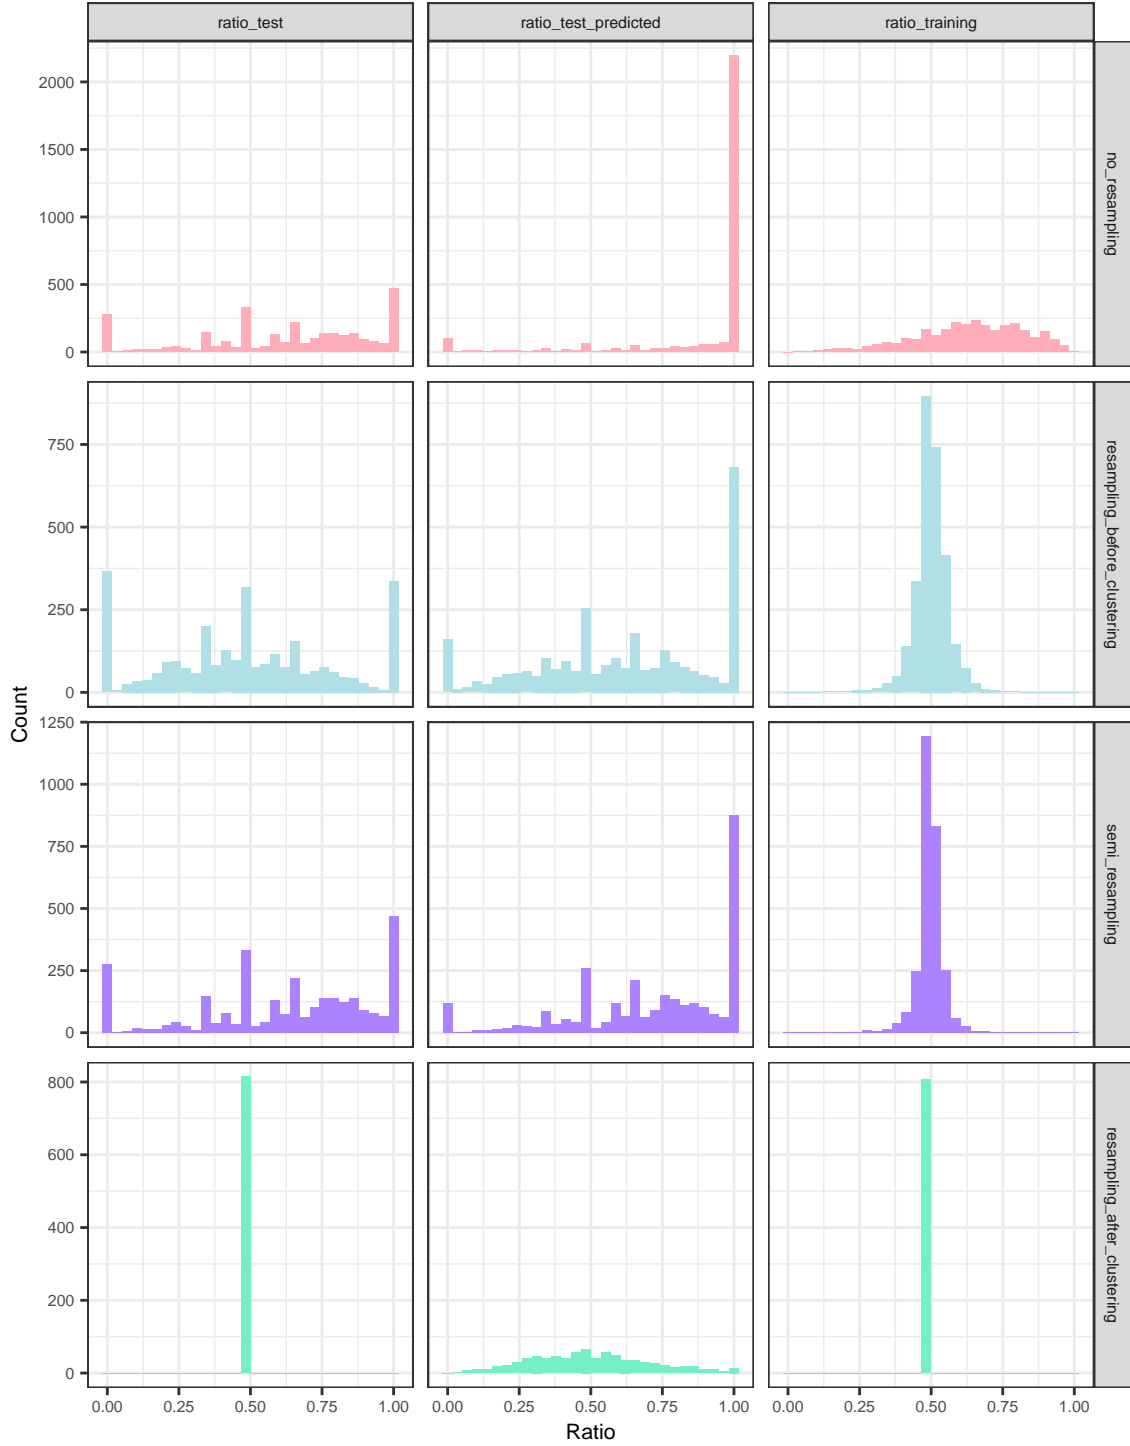 ratio_test ratio_test_predicted ratio_training
2000
1500
1000
500
0
no_resampling
750
500
250
0
resampling_before_clustering
Count
1250
1000
750
500
250
0
semi_resampling
800
600
400
200
0
resampling_after_clustering
0.00 0.25 0.50 0.75 1.00 0.00 0.25 0.50 0.75 1.00 0.00 0.25 0.50 0.75 1.00
Ratio